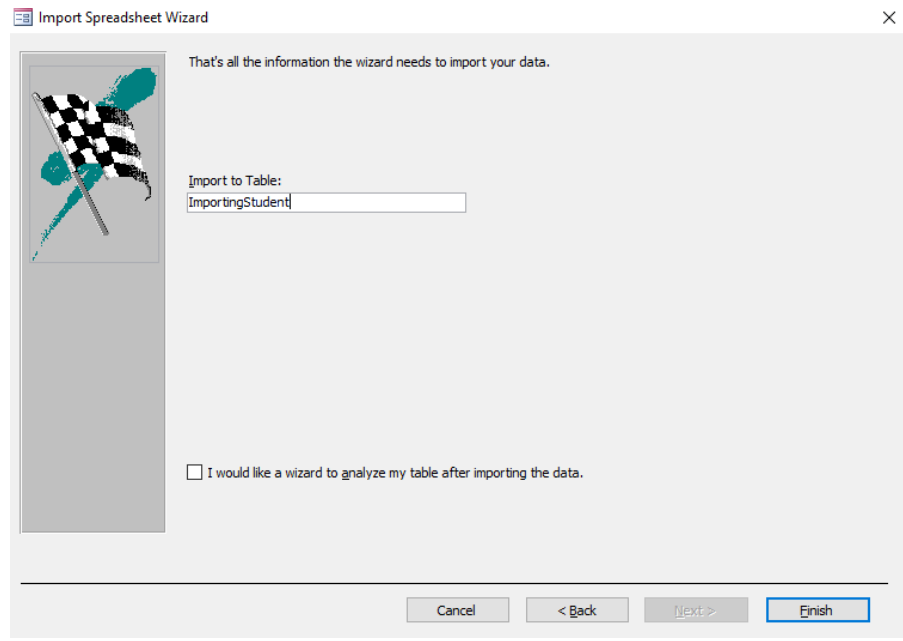 Import Spreadsheet Wizard
That's all the information the wizard needs to import your data.
Import to Table:
ImportingStudent
I would like a wizard to analyze my table after importing the data.
Cancel
< Back
Next >
Finish